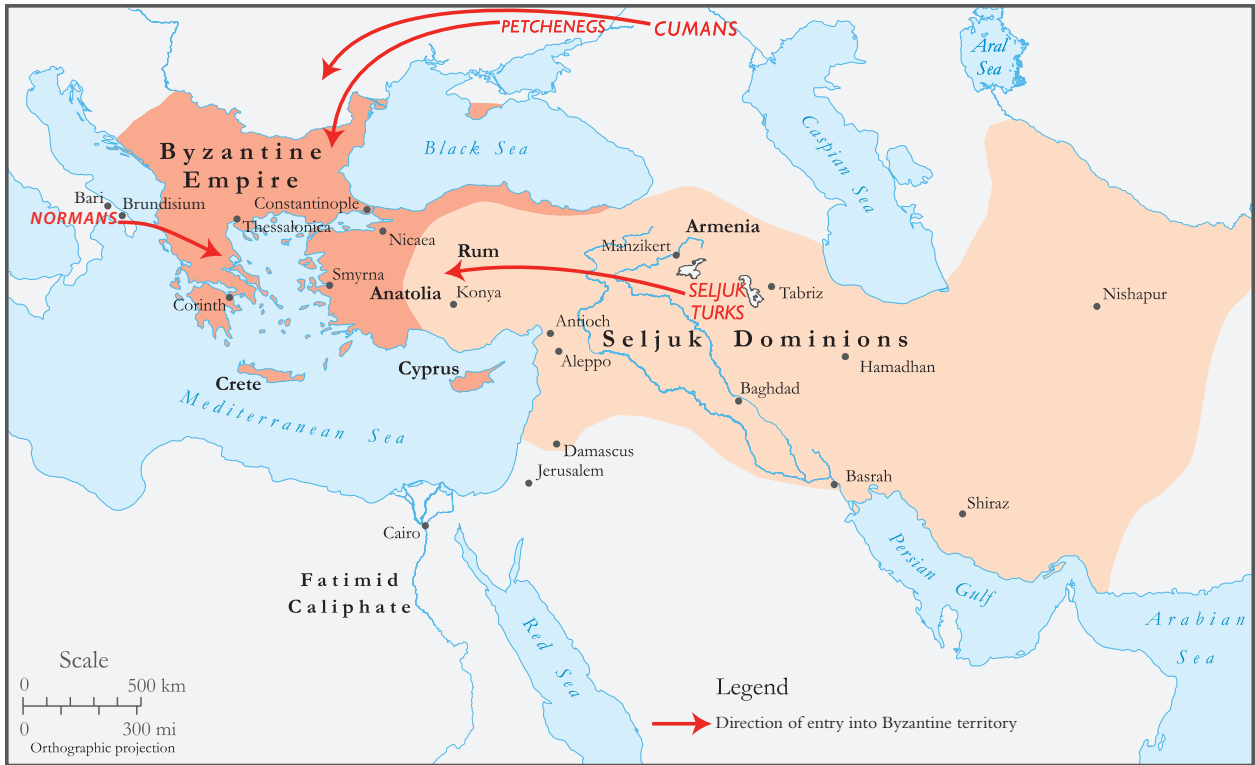 PETCHENEGS
CUMANS
Aral
Sea
Caspian Sea
Black Sea
Byzantine
Empire
Bari
Brundisium
NORMANS
Constantinople
Thessalonica
Nicaea
Armenia
Manzikert
Rum
Smyrna
Anatolia
Konya
Corinth
SELJUK
TURKS
Tabriz
Nishapur
Antioch
Seljuk Dominions
Aleppo
Hamadhan
Cyprus
Crete
Mediterranean Sea
Baghdad
Damascus
Jerusalem
Basrah
Shiraz
Cairo
Persian Gulf
Fatimid
Caliphate
Red Sea
Arabian
Sea
Scale
0 500 km
0 300 mi
Orthographic projection
Legend
Direction of entry into Byzantine territory